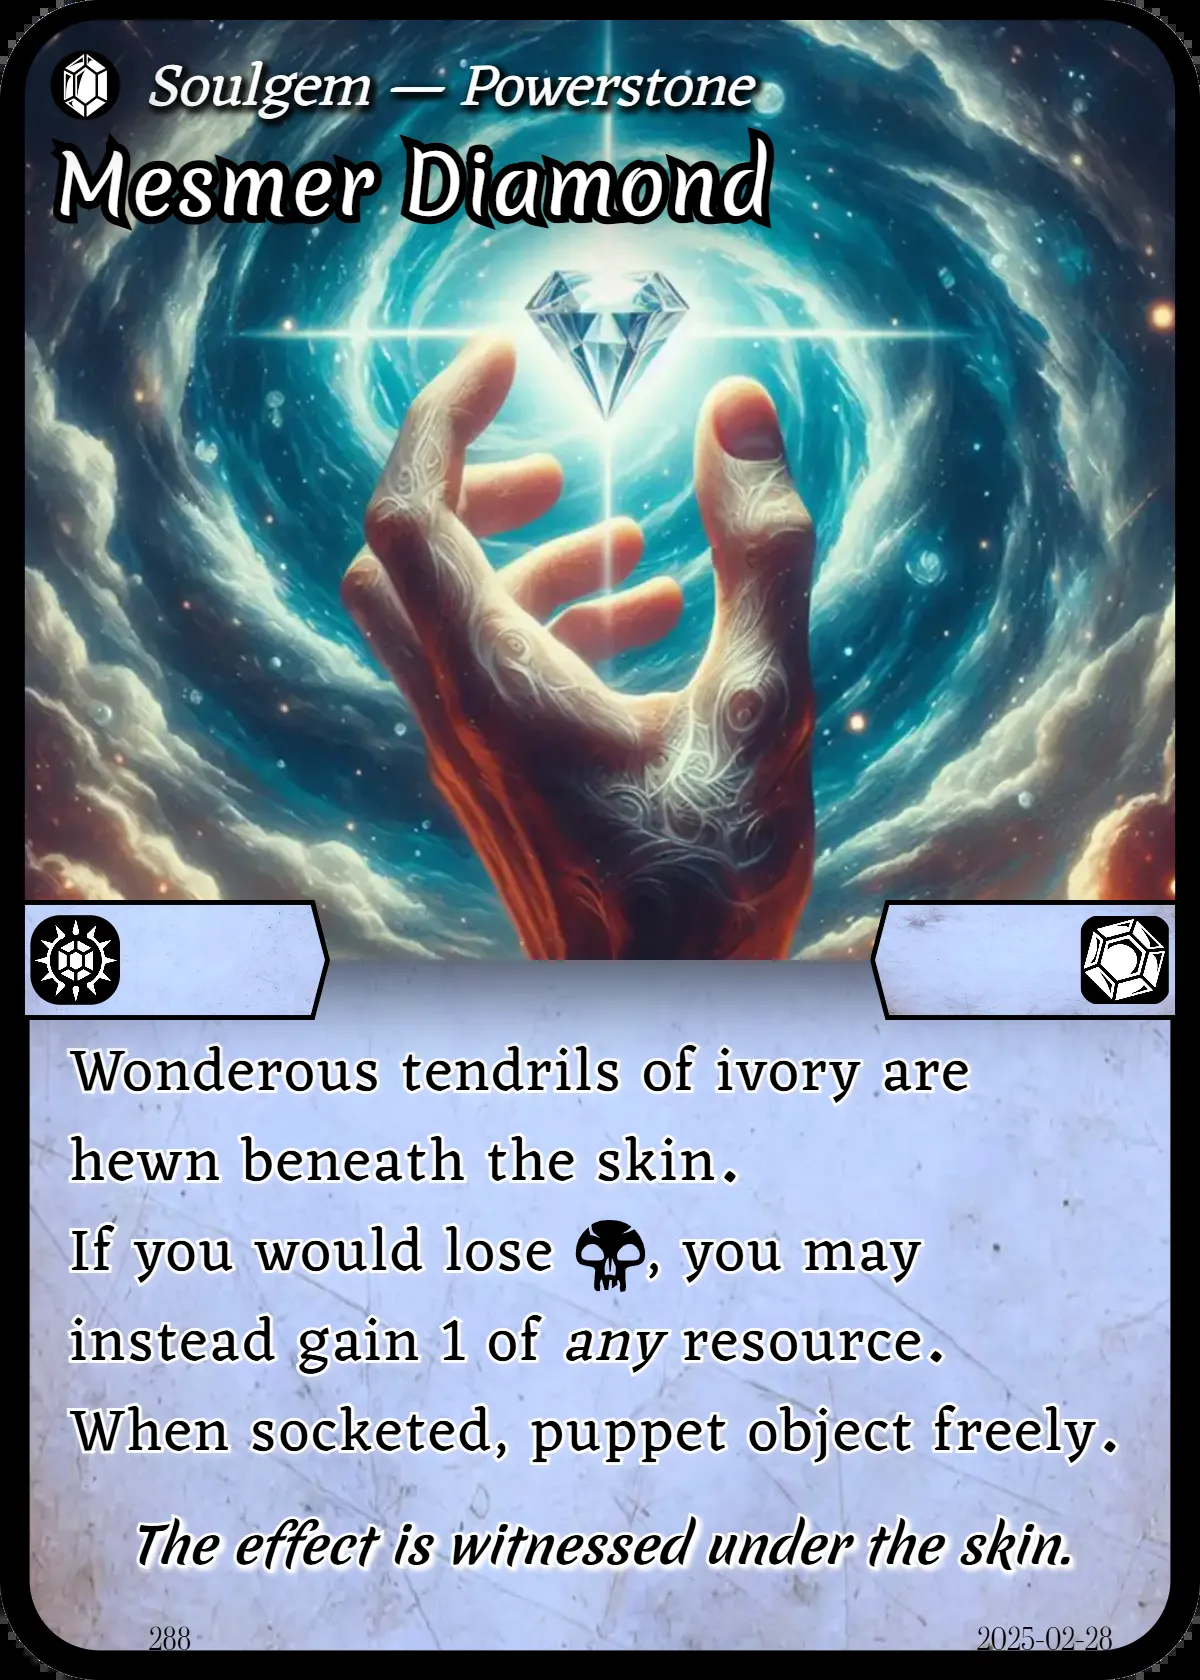 Soulgem — Powerstone
Mesmer Diamond
Wonderous tendrils of ivory are
hewn beneath the skin.
If you would lose , you may
instead gain 1 of any resource.
When socketed, puppet object freely.
The effect is witnessed under the skin.
288
2025-02-28